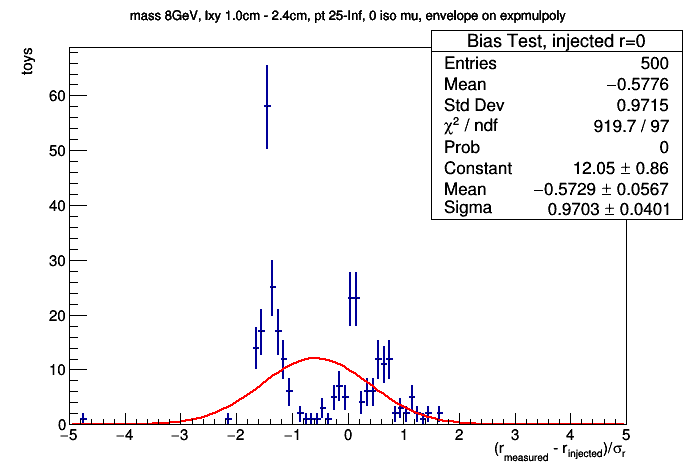 mass 8GeV, lxy 1.0cm - 2.4cm, pt 25-Inf, 0 iso mu, envelope on expmulpoly
Bias Test, injected r=0
Entries 500
Mean −0.5776
Std Dev 0.9715
χ² / ndf 919.7 / 97
Prob 0
Constant 12.05 ± 0.86
Mean −0.5729 ± 0.0567
Sigma 0.9703 ± 0.0401
toys
60
50
40
30
20
10
0
−5 −4 −3 −2 −1 0 1 2 3 4 5
(r_measured - r_injected)/σ_r